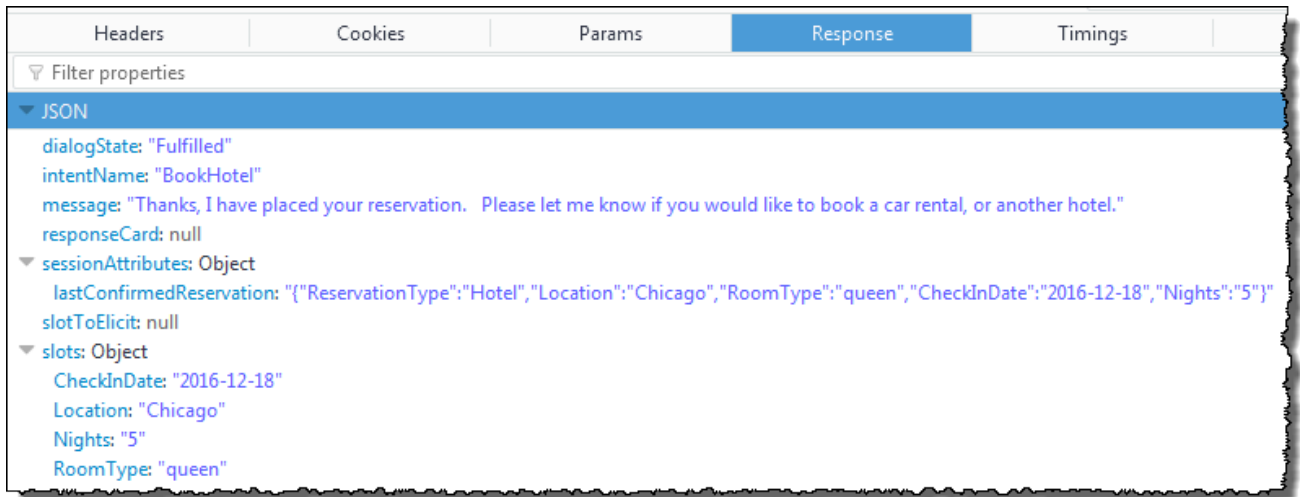 Headers Cookies Params Response Timings
Filter properties
JSON
dialogState: "Fulfilled"
intentName: "BookHotel"
message: "Thanks, I have placed your reservation.   Please let me know if you would like to book a car rental, or another hotel."
responseCard: null
sessionAttributes: Object
lastConfirmedReservation: "{"ReservationType":"Hotel","Location":"Chicago","RoomType":"queen","CheckInDate":"2016-12-18","Nights":"5"}"
slotToElicit: null
slots: Object
CheckInDate: "2016-12-18"
Location: "Chicago"
Nights: "5"
RoomType: "queen"